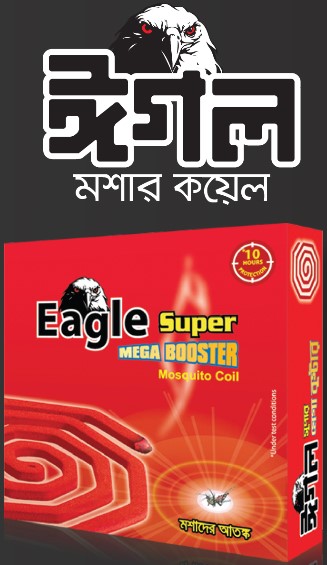 ঈগল
মশার কয়েল
10
HOURS
PROTECTION
Eagle Super
MEGA BOOSTER
Mosquito Coil
*Under test conditions
মশাদের আতঙ্ক
ঈগল